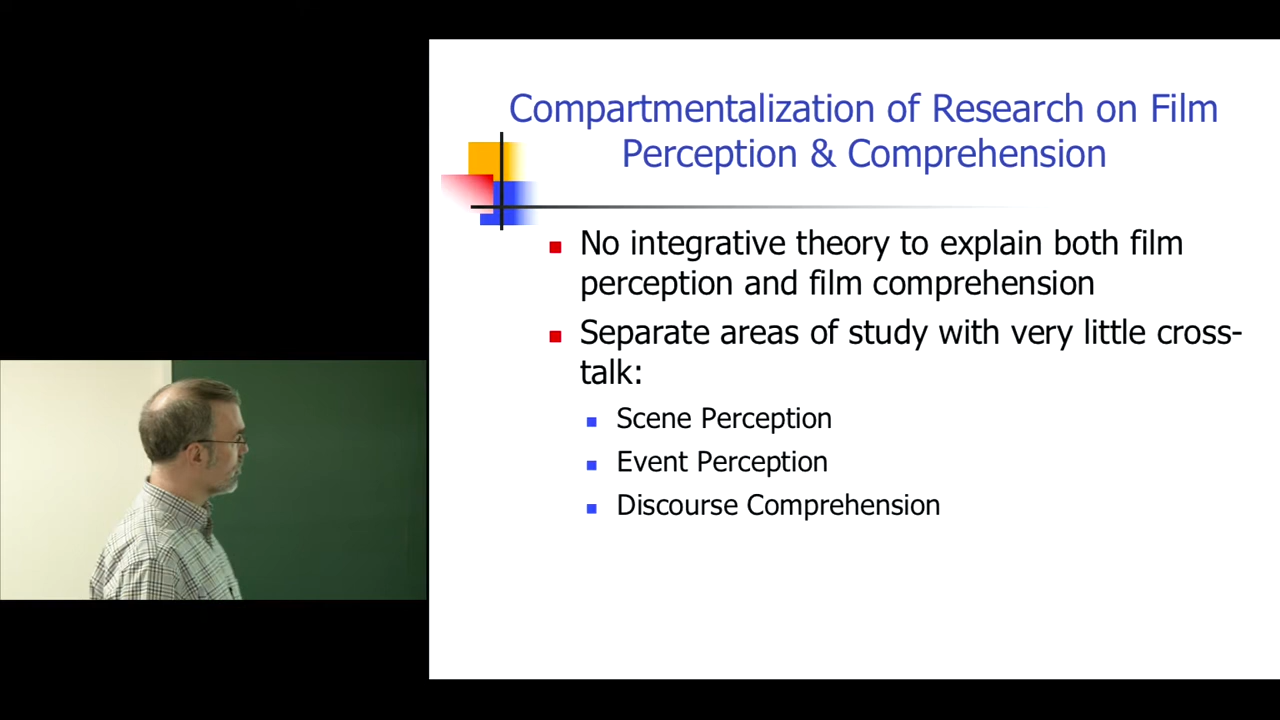 Compartmentalization of Research on Film
Perception & Comprehension
No integrative theory to explain both film
perception and film comprehension
Separate areas of study with very little cross-
talk:
Scene Perception
Event Perception
Discourse Comprehension